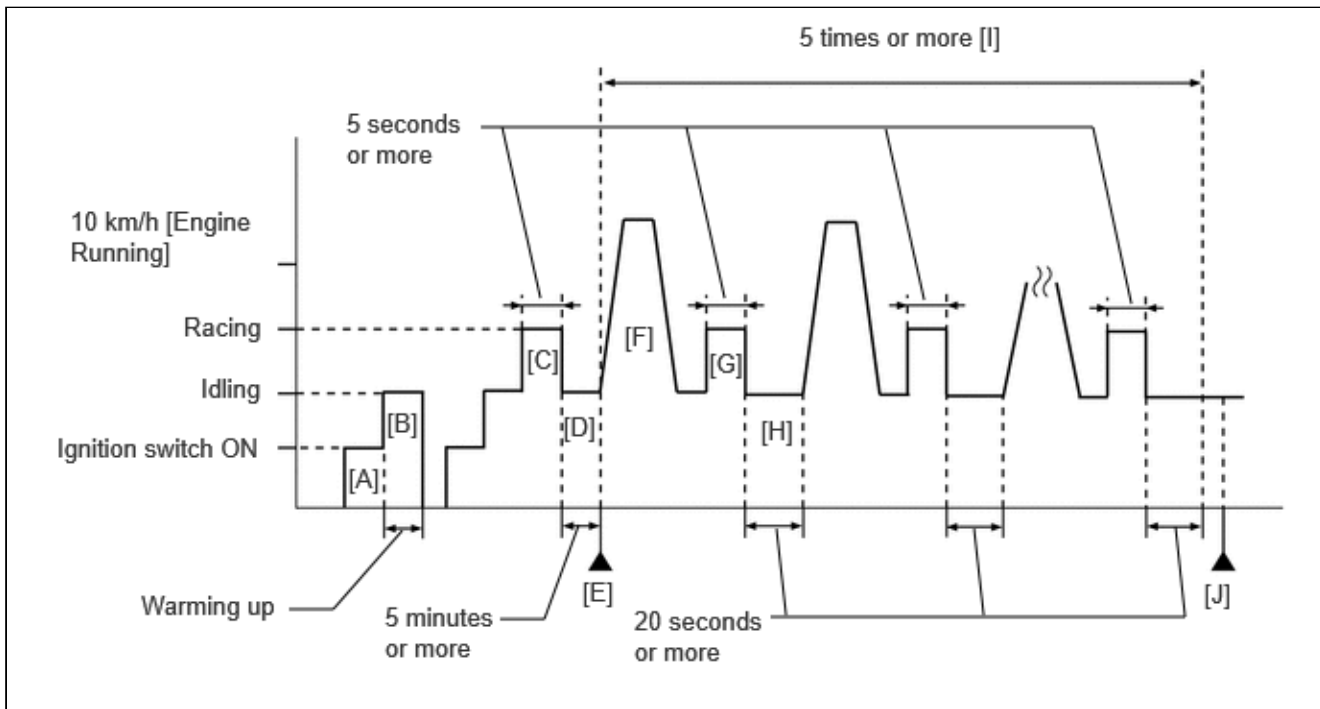 5 times or more [I]
5 seconds
or more
10 km/h [Engine
Running]
Racing
[C]
[F]
[G]
Idling
[B]
[D]
[H]
Ignition switch ON
[A]
Warming up
5 minutes
or more
[E]
20 seconds
or more
[J]